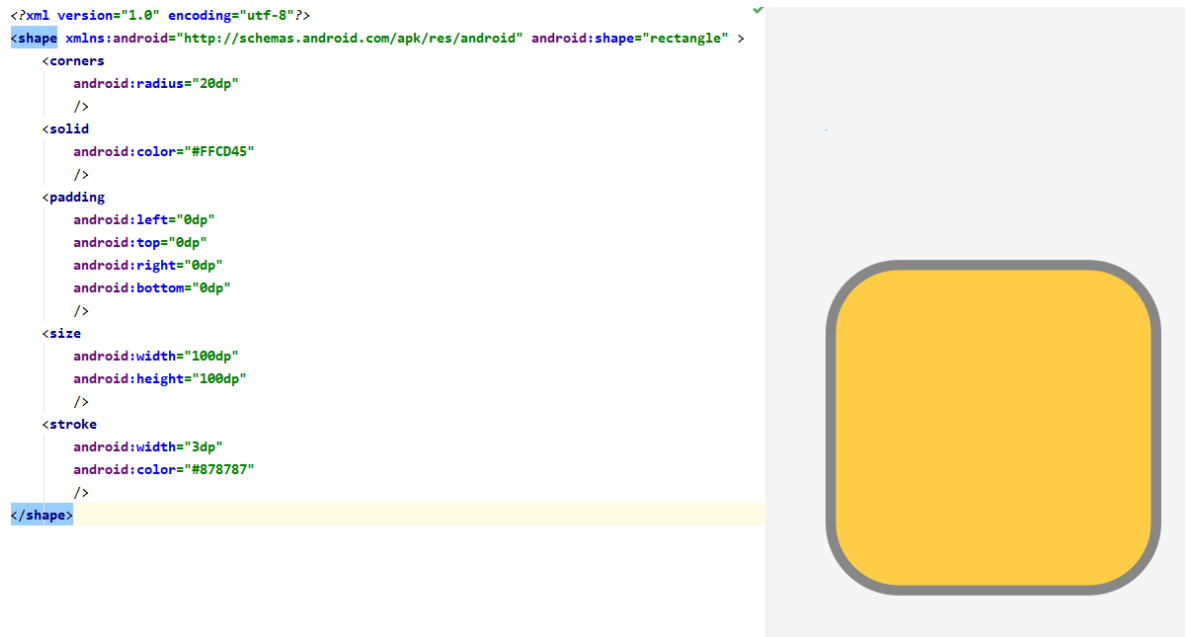 <?xml version="1.0" encoding="utf-8"?>
<shape xmlns:android="http://schemas.android.com/apk/res/android" android:shape="rectangle" >
    <corners
        android:radius="20dp"
        />
    <solid
        android:color="#FFCD45"
        />
    <padding
        android:left="0dp"
        android:top="0dp"
        android:right="0dp"
        android:bottom="0dp"
        />
    <size
        android:width="100dp"
        android:height="100dp"
        />
    <stroke
        android:width="3dp"
        android:color="#878787"
        />
</shape>